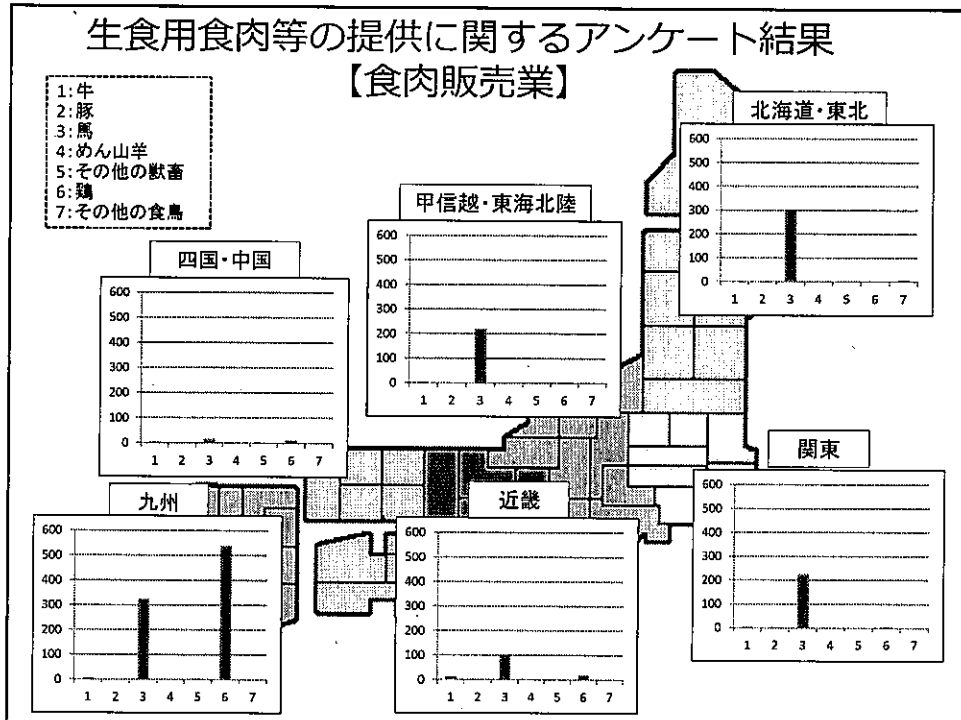 生食用食肉等の提供に関するアンケート結果
【食肉販売業】
1:牛
2:豚
3:馬
4:めん山羊
5:その他の獣畜
6:鶏
7:その他の食鳥
北海道・東北
600
500
400
300
200
100
0
1 2 3 4 5 6 7
甲信越・東海北陸
600
500
400
300
200
100
0
1 2 3 4 5 6 7
四国・中国
600
500
400
300
200
100
0
1 2 3 4 5 6 7
関東
600
500
400
300
200
100
0
1 2 3 4 5 6 7
九州
600
500
400
300
200
100
0
1 2 3 4 5 6 7
近畿
600
500
400
300
200
100
0
1 2 3 4 5 6 7